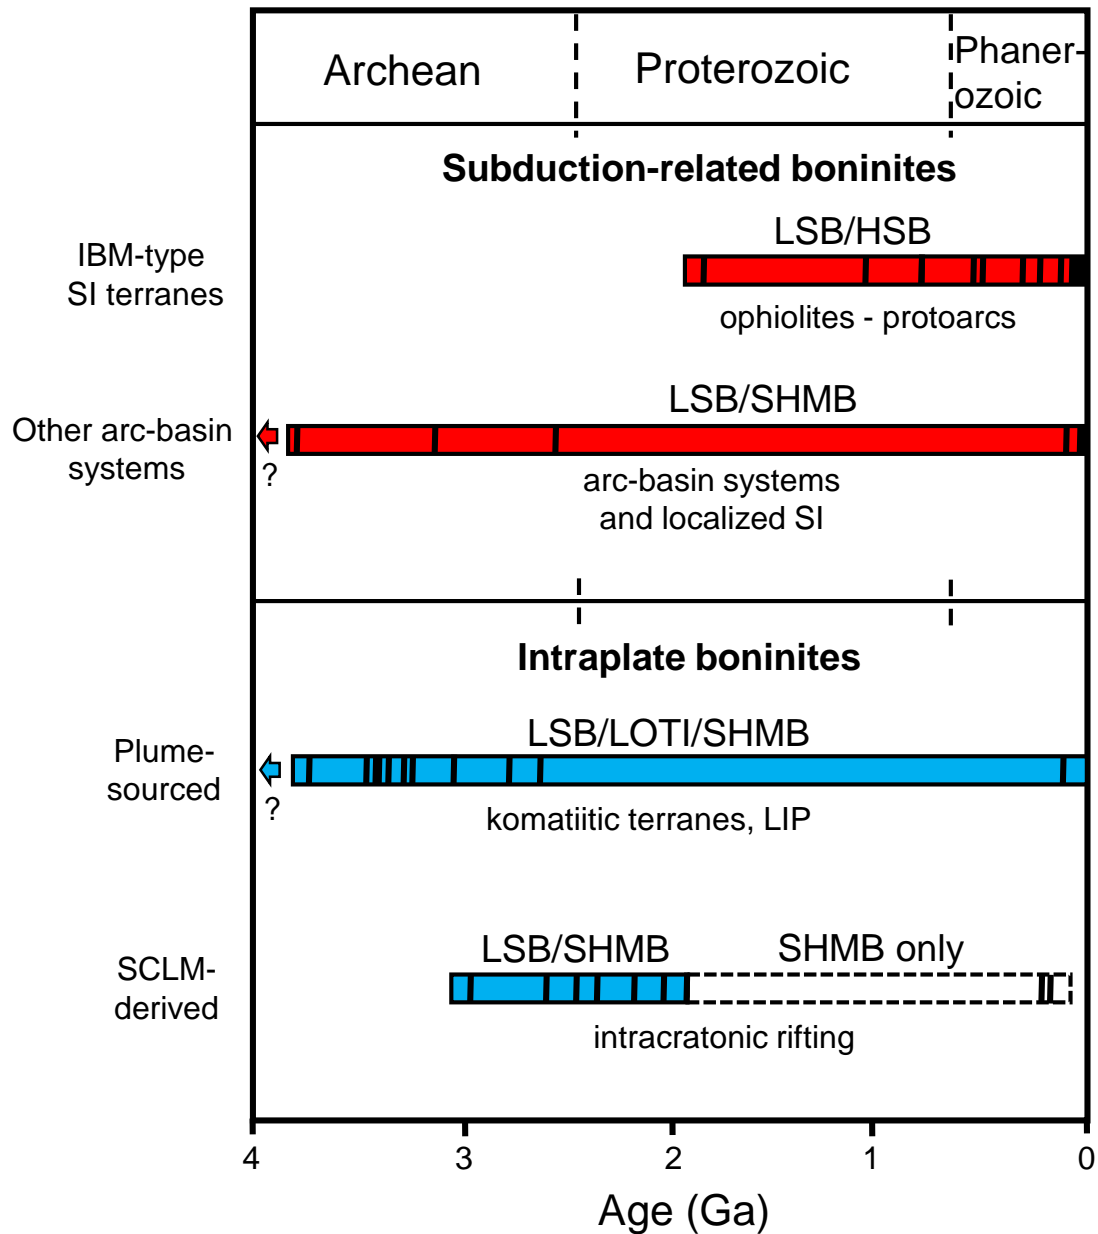 Archean
Proterozoic
Phaner-
ozoic
Subduction-related boninites
IBM-type
SI terranes
LSB/HSB
ophiolites - protoarcs
Other arc-basin
systems
?
LSB/SHMB
arc-basin systems
and localized SI
Intraplate boninites
Plume-
sourced
?
LSB/LOTI/SHMB
komatiitic terranes, LIP
SCLM-
derived
LSB/SHMB
SHMB only
intracratonic rifting
4 3 2 1 0
Age (Ga)